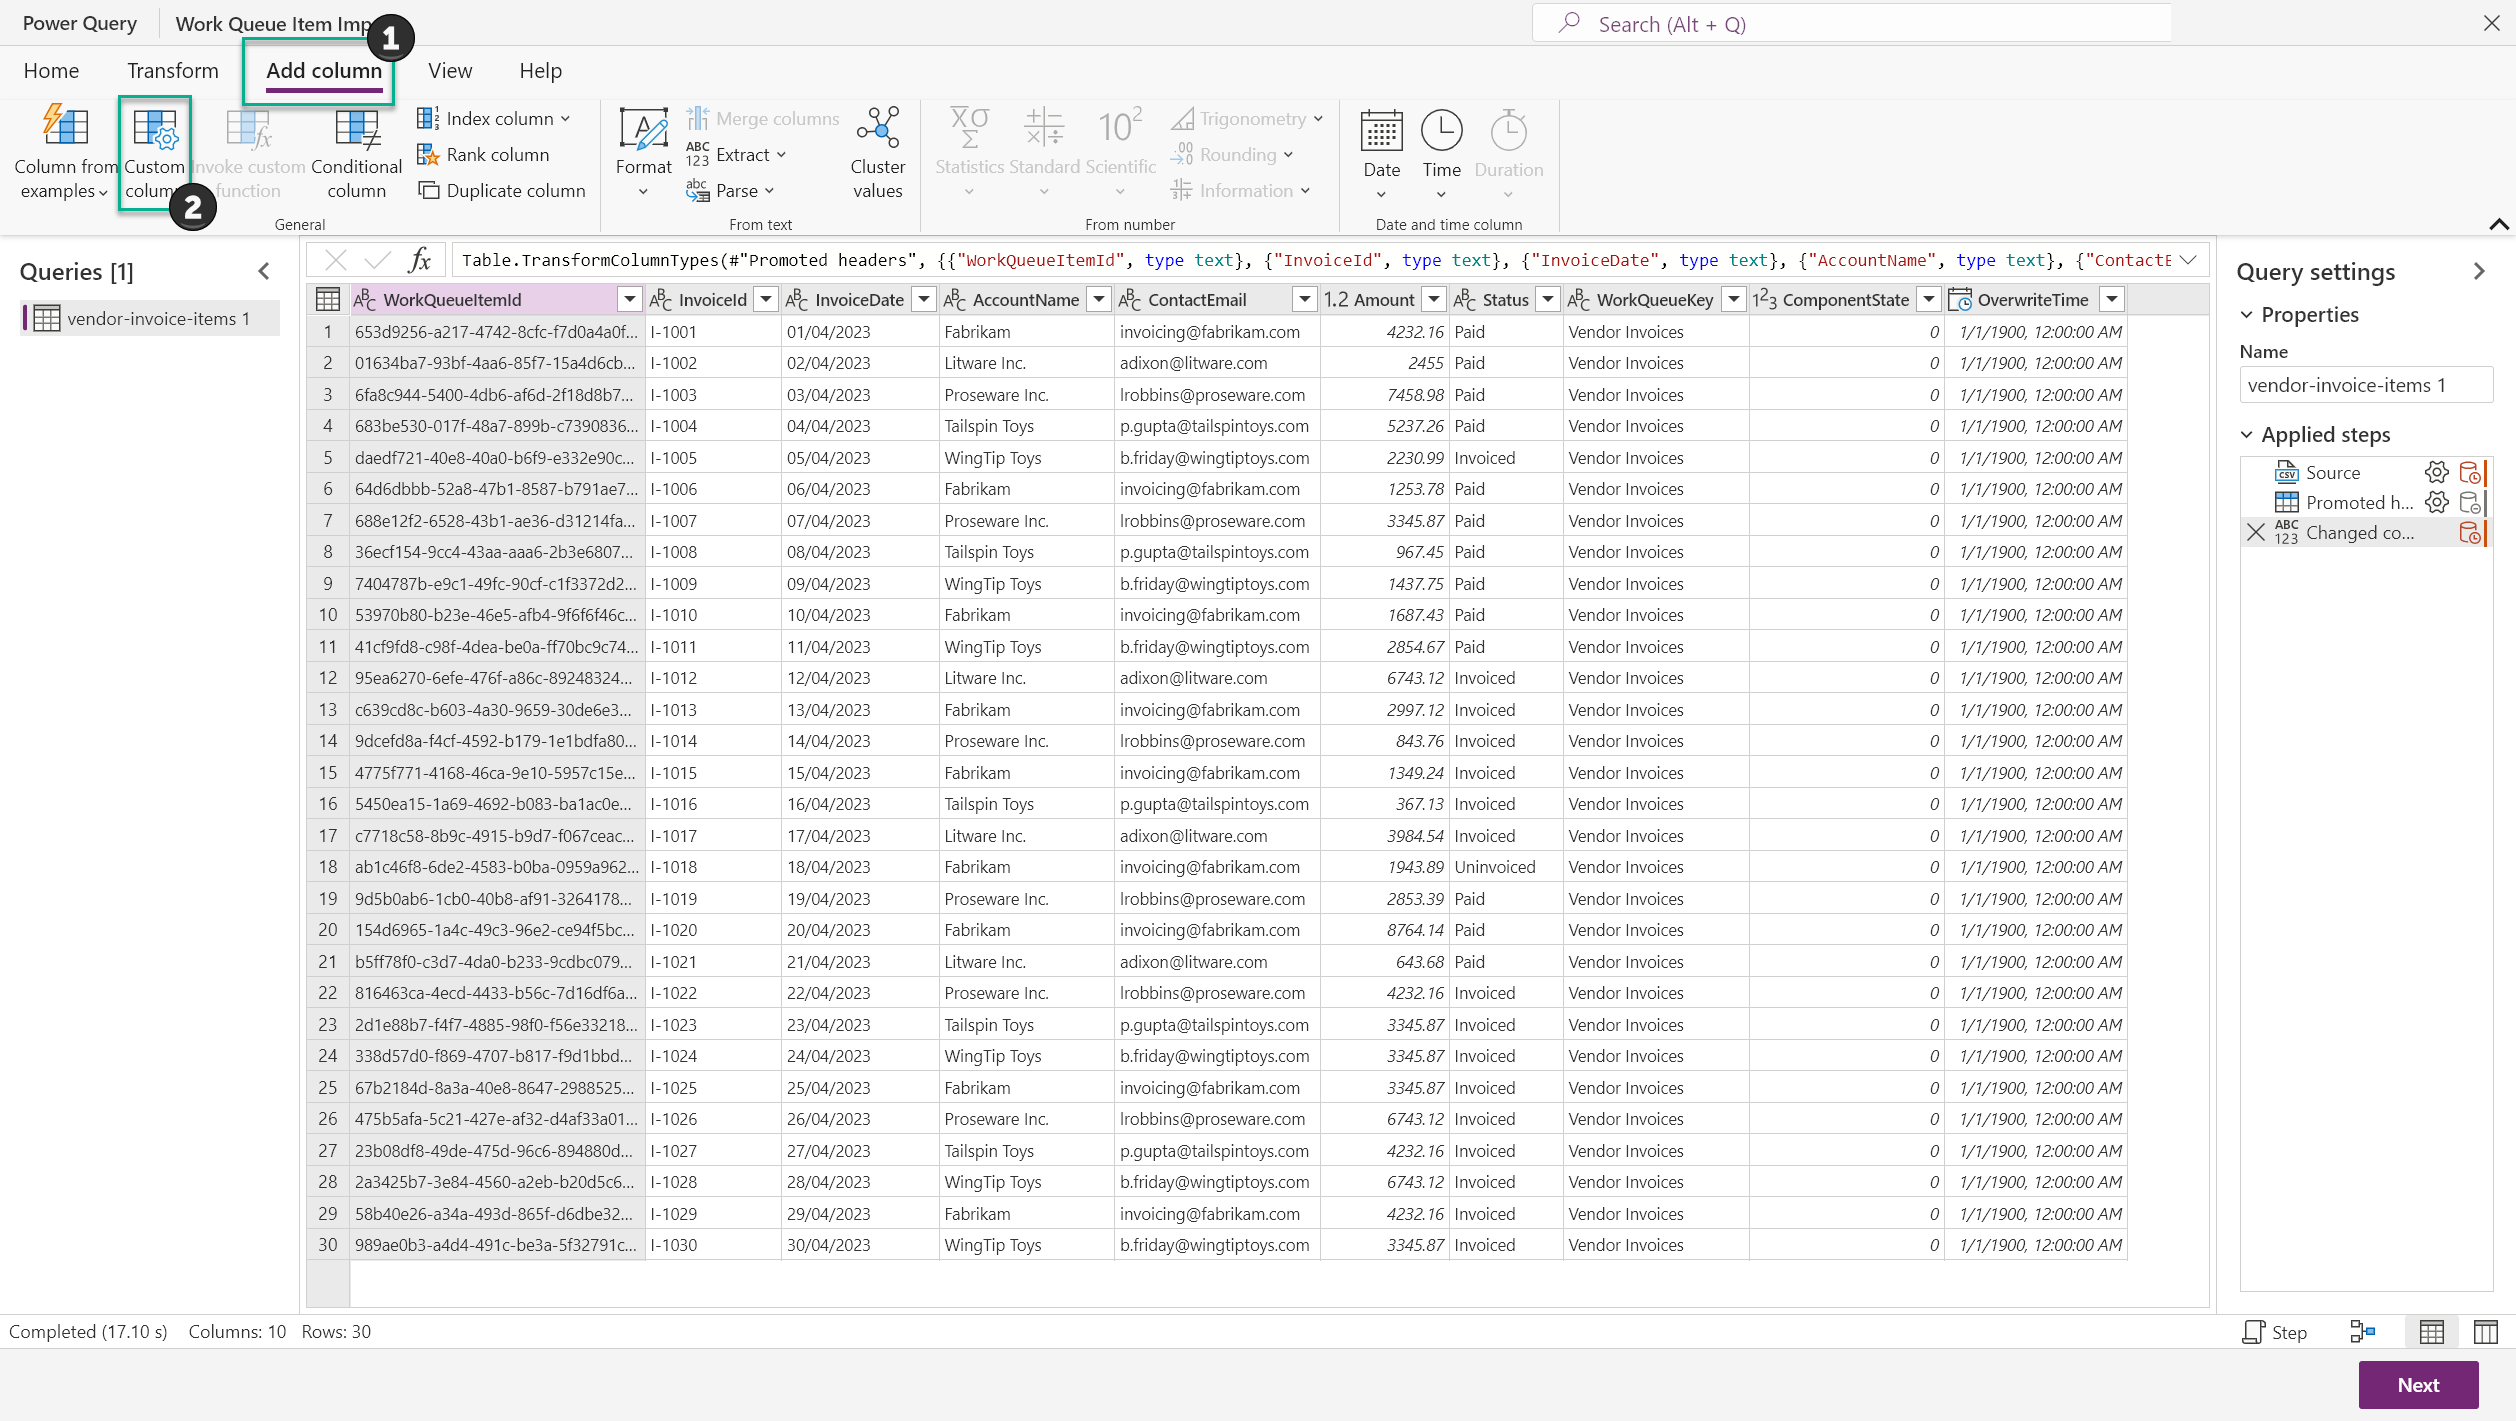 Power Query
Work Queue Item Imp
1
Search (Alt + Q)
Home
Transform
Add column
View
Help
Column from examples
Custom column
2
Invoke custom function
Conditional column
Index column
Rank column
Duplicate column
General
Format
Merge columns
ABC 123 Extract
abc Parse
Cluster values
From text
Statistics
Standard
10² Scientific
Trigonometry
.00 Rounding
Information
From number
Date
Time
Duration
Date and time column
Queries [1]
vendor-invoice-items 1
fx
Table.TransformColumnTypes(#"Promoted headers", {{"WorkQueueItemId", type text}, {"InvoiceId", type text}, {"InvoiceDate", type text}, {"AccountName", type text}, {"ContactE
ABC WorkQueueItemId ABC InvoiceId ABC InvoiceDate ABC AccountName ABC ContactEmail 1.2 Amount ABC Status ABC WorkQueueKey 123 ComponentState OverwriteTime
1 653d9256-a217-4742-8cfc-f7d0a4a0f... I-1001 01/04/2023 Fabrikam invoicing@fabrikam.com 4232.16 Paid Vendor Invoices 0 1/1/1900, 12:00:00 AM
2 01634ba7-93bf-4aa6-85f7-15a4d6cb... I-1002 02/04/2023 Litware Inc. adixon@litware.com 2455 Paid Vendor Invoices 0 1/1/1900, 12:00:00 AM
3 6fa8c944-5400-4db6-af6d-2f18d8b7... I-1003 03/04/2023 Proseware Inc. lrobbins@proseware.com 7458.98 Paid Vendor Invoices 0 1/1/1900, 12:00:00 AM
4 683be530-017f-48a7-899b-c7390836... I-1004 04/04/2023 Tailspin Toys p.gupta@tailspintoys.com 5237.26 Paid Vendor Invoices 0 1/1/1900, 12:00:00 AM
5 daedf721-40e8-40a0-b6f9-e332e90c... I-1005 05/04/2023 WingTip Toys b.friday@wingtiptoys.com 2230.99 Invoiced Vendor Invoices 0 1/1/1900, 12:00:00 AM
6 64d6dbbb-52a8-47b1-8587-b791ae7... I-1006 06/04/2023 Fabrikam invoicing@fabrikam.com 1253.78 Paid Vendor Invoices 0 1/1/1900, 12:00:00 AM
7 688e12f2-6528-43b1-ae36-d31214fa... I-1007 07/04/2023 Proseware Inc. lrobbins@proseware.com 3345.87 Paid Vendor Invoices 0 1/1/1900, 12:00:00 AM
8 36ecf154-9cc4-43aa-aaa6-2b3e6807... I-1008 08/04/2023 Tailspin Toys p.gupta@tailspintoys.com 967.45 Paid Vendor Invoices 0 1/1/1900, 12:00:00 AM
9 7404787b-e9c1-49fc-90cf-c1f3372d2... I-1009 09/04/2023 WingTip Toys b.friday@wingtiptoys.com 1437.75 Paid Vendor Invoices 0 1/1/1900, 12:00:00 AM
10 53970b80-b23e-46e5-afb4-9f6f6f46c... I-1010 10/04/2023 Fabrikam invoicing@fabrikam.com 1687.43 Paid Vendor Invoices 0 1/1/1900, 12:00:00 AM
11 41cf9fd8-c98f-4dea-be0a-ff70bc9c74... I-1011 11/04/2023 WingTip Toys b.friday@wingtiptoys.com 2854.67 Paid Vendor Invoices 0 1/1/1900, 12:00:00 AM
12 95ea6270-6efe-476f-a86c-89248324... I-1012 12/04/2023 Litware Inc. adixon@litware.com 6743.12 Invoiced Vendor Invoices 0 1/1/1900, 12:00:00 AM
13 c639cd8c-b603-4a30-9659-30de6e3... I-1013 13/04/2023 Fabrikam invoicing@fabrikam.com 2997.12 Invoiced Vendor Invoices 0 1/1/1900, 12:00:00 AM
14 9dcefd8a-f4cf-4592-b179-1e1bdfa80... I-1014 14/04/2023 Proseware Inc. lrobbins@proseware.com 843.76 Invoiced Vendor Invoices 0 1/1/1900, 12:00:00 AM
15 4775f771-4168-46ca-9e10-5957c15e... I-1015 15/04/2023 Fabrikam invoicing@fabrikam.com 1349.24 Invoiced Vendor Invoices 0 1/1/1900, 12:00:00 AM
16 5450ea15-1a69-4692-b083-ba1ac0e... I-1016 16/04/2023 Tailspin Toys p.gupta@tailspintoys.com 367.13 Invoiced Vendor Invoices 0 1/1/1900, 12:00:00 AM
17 c7718c58-8b9c-4915-b9d7-f067ceac... I-1017 17/04/2023 Litware Inc. adixon@litware.com 3984.54 Invoiced Vendor Invoices 0 1/1/1900, 12:00:00 AM
18 ab1c46f8-6de2-4583-b0ba-0959a962... I-1018 18/04/2023 Fabrikam invoicing@fabrikam.com 1943.89 Uninvoiced Vendor Invoices 0 1/1/1900, 12:00:00 AM
19 9d5b0ab6-1cb0-40b8-af91-3264178... I-1019 19/04/2023 Proseware Inc. lrobbins@proseware.com 2853.39 Paid Vendor Invoices 0 1/1/1900, 12:00:00 AM
20 154d6965-1a4c-49c3-96e2-ce94f5bc... I-1020 20/04/2023 Fabrikam invoicing@fabrikam.com 8764.14 Paid Vendor Invoices 0 1/1/1900, 12:00:00 AM
21 b5ff78f0-c3d7-4da0-b233-9cdbc079... I-1021 21/04/2023 Litware Inc. adixon@litware.com 643.68 Paid Vendor Invoices 0 1/1/1900, 12:00:00 AM
22 816463ca-4ecd-4433-b56c-7d16df6a... I-1022 22/04/2023 Proseware Inc. lrobbins@proseware.com 4232.16 Invoiced Vendor Invoices 0 1/1/1900, 12:00:00 AM
23 2d1e88b7-f4f7-4885-98f0-f56e33218... I-1023 23/04/2023 Tailspin Toys p.gupta@tailspintoys.com 3345.87 Invoiced Vendor Invoices 0 1/1/1900, 12:00:00 AM
24 338d57d0-f869-4707-b817-f9d1bbd... I-1024 24/04/2023 WingTip Toys b.friday@wingtiptoys.com 3345.87 Invoiced Vendor Invoices 0 1/1/1900, 12:00:00 AM
25 67b2184d-8a3a-40e8-8647-2988525... I-1025 25/04/2023 Fabrikam invoicing@fabrikam.com 3345.87 Invoiced Vendor Invoices 0 1/1/1900, 12:00:00 AM
26 475b5afa-5c21-427e-af32-d4af33a01... I-1026 26/04/2023 Proseware Inc. lrobbins@proseware.com 6743.12 Invoiced Vendor Invoices 0 1/1/1900, 12:00:00 AM
27 23b08df8-49de-475d-96c6-894880d... I-1027 27/04/2023 Tailspin Toys p.gupta@tailspintoys.com 4232.16 Invoiced Vendor Invoices 0 1/1/1900, 12:00:00 AM
28 2a3425b7-3e84-4560-a2eb-b20d5c6... I-1028 28/04/2023 WingTip Toys b.friday@wingtiptoys.com 6743.12 Invoiced Vendor Invoices 0 1/1/1900, 12:00:00 AM
29 58b40e26-a34a-493d-865f-d6dbe32... I-1029 29/04/2023 Fabrikam invoicing@fabrikam.com 4232.16 Invoiced Vendor Invoices 0 1/1/1900, 12:00:00 AM
30 989ae0b3-a4d4-491c-be3a-5f32791c... I-1030 30/04/2023 WingTip Toys b.friday@wingtiptoys.com 3345.87 Invoiced Vendor Invoices 0 1/1/1900, 12:00:00 AM
Query settings
Properties
Name
vendor-invoice-items 1
Applied steps
CSV Source
Promoted h...
ABC 123 Changed co...
Completed (17.10 s) Columns: 10 Rows: 30
Step
Next